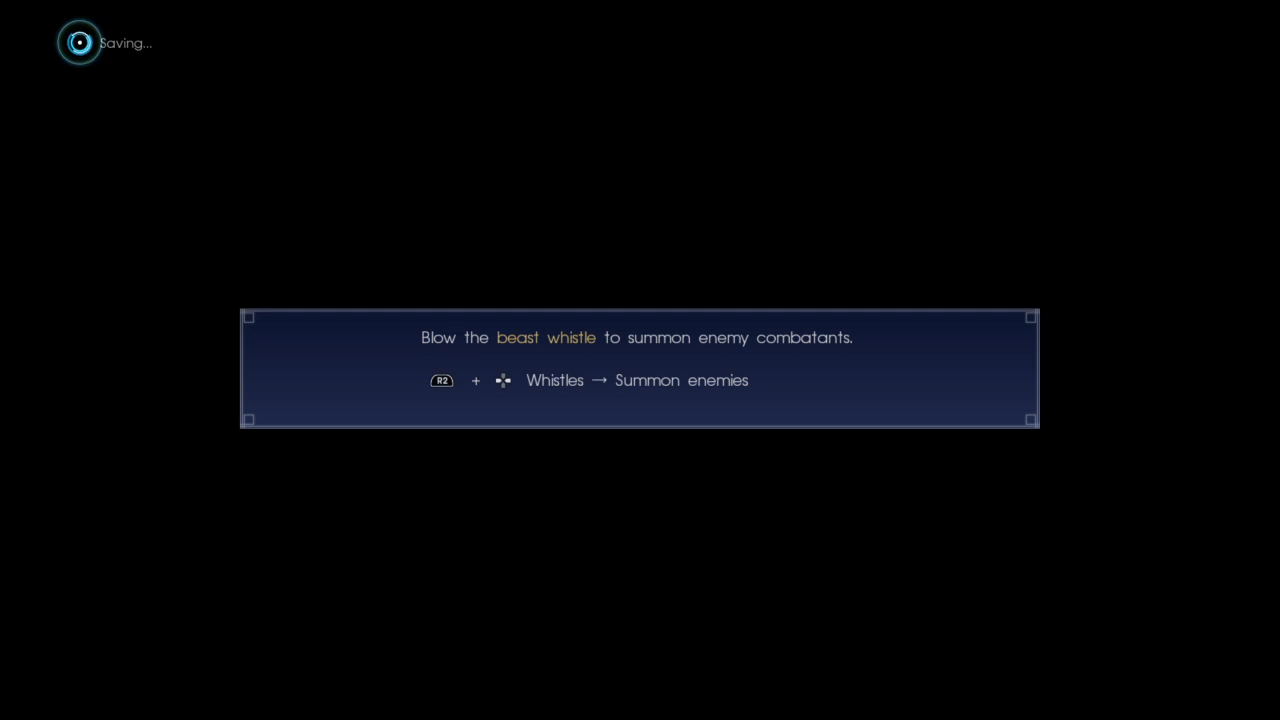 Saving...
Blow the beast whistle to summon enemy combatants.
R2 + Whistles → Summon enemies